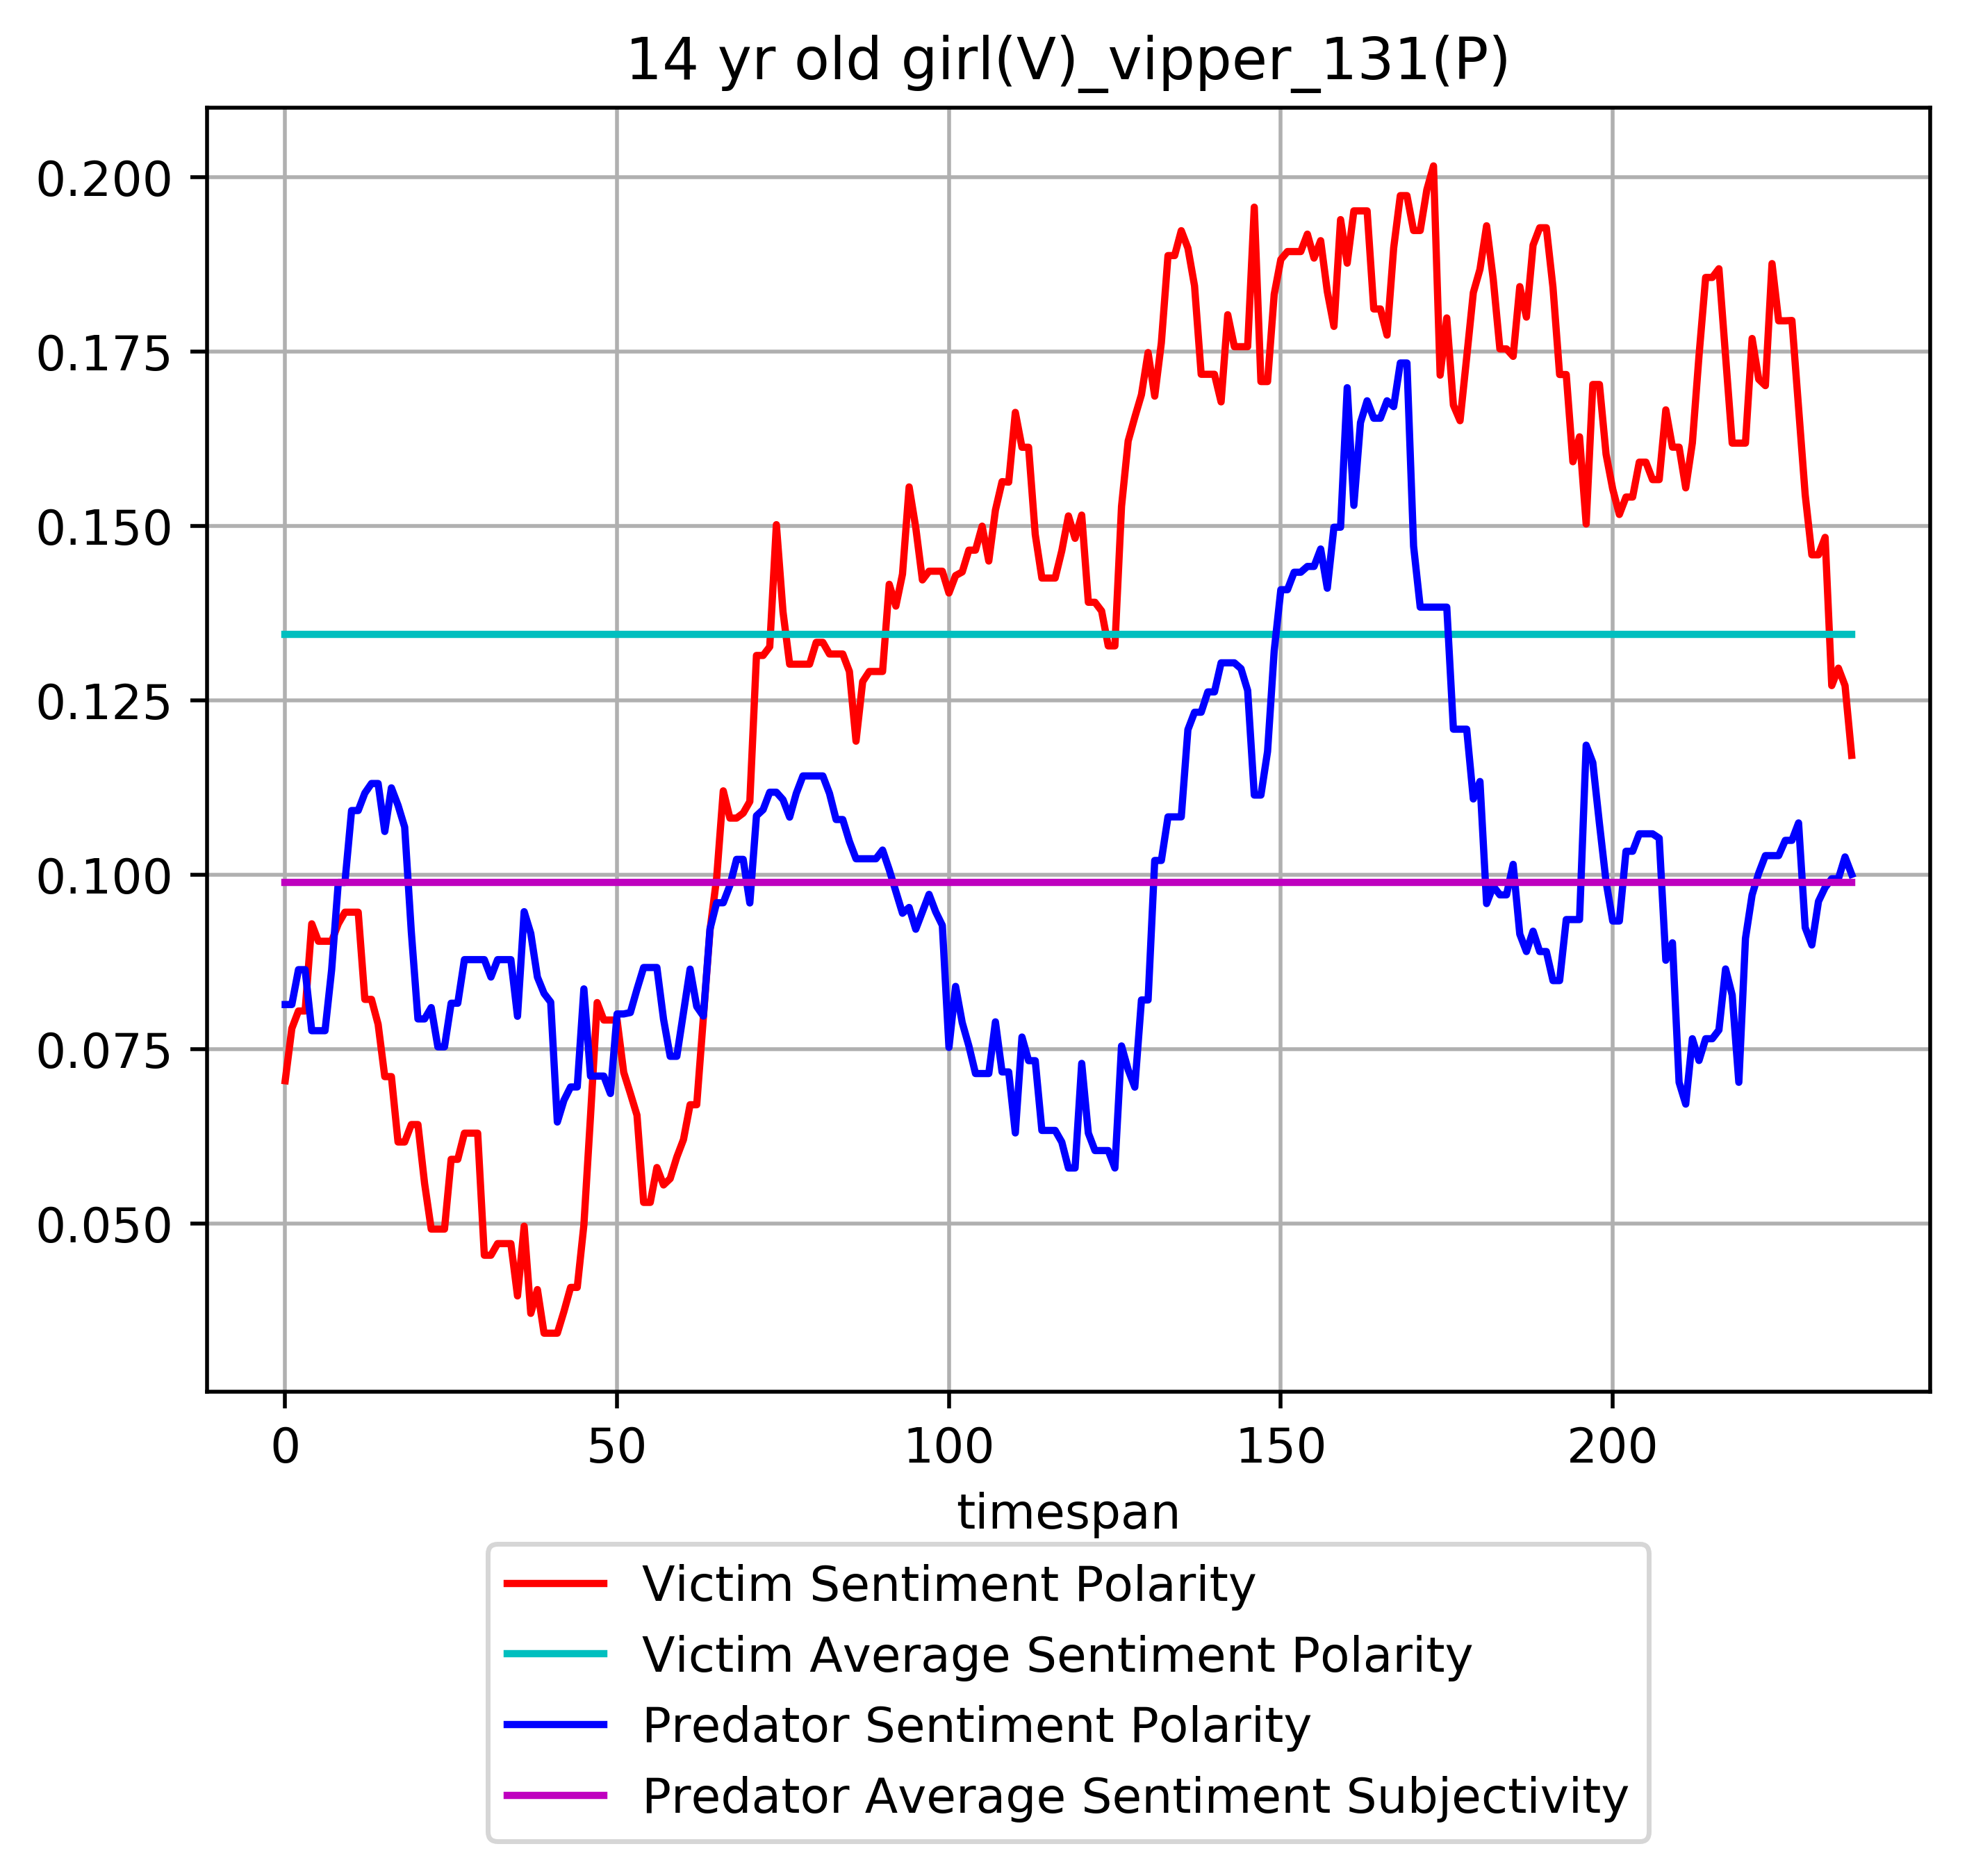 14 yr old girl(V)_vipper_131(P)
0.200
0.175
0.150
0.125
0.100
0.075
0.050
0 50 100 150 200
timespan
Victim Sentiment Polarity
Victim Average Sentiment Polarity
Predator Sentiment Polarity
Predator Average Sentiment Subjectivity